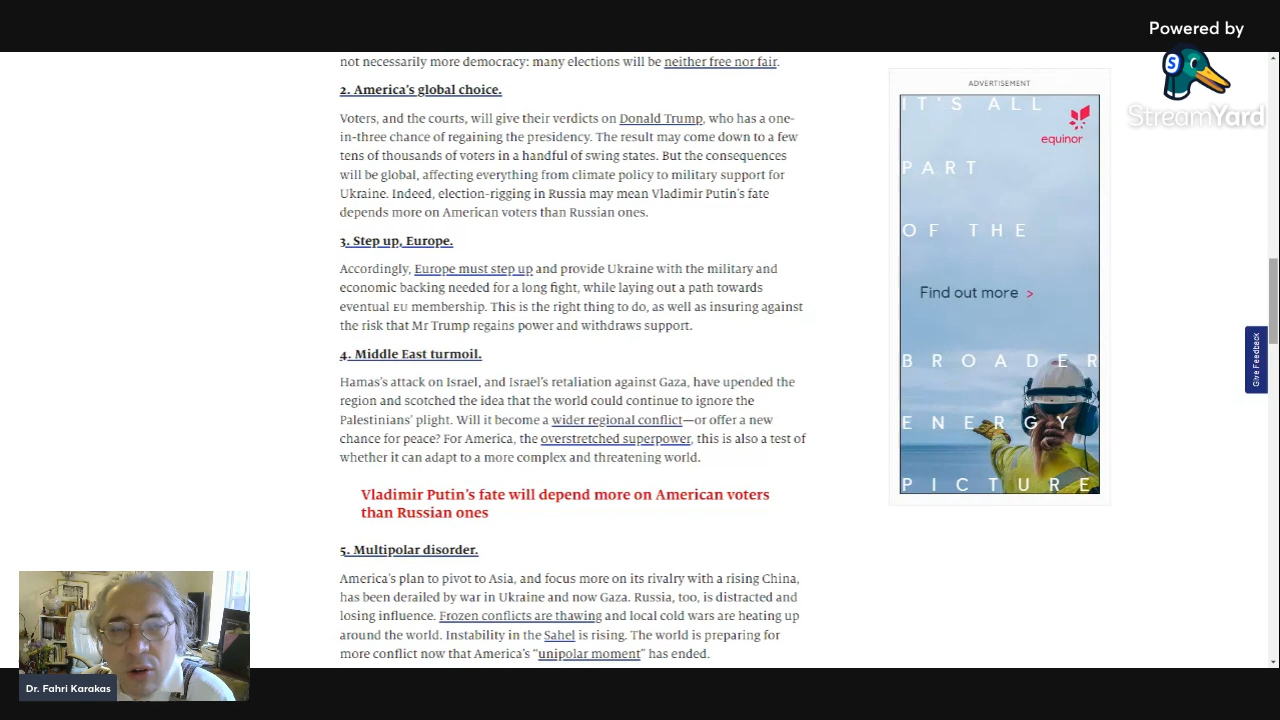 Powered by
StreamYard
not necessarily more democracy: many elections will be neither free nor fair.
2. America's global choice.
Voters, and the courts, will give their verdicts on Donald Trump, who has a one-
in-three chance of regaining the presidency. The result may come down to a few
tens of thousands of voters in a handful of swing states. But the consequences
will be global, affecting everything from climate policy to military support for
Ukraine. Indeed, election-rigging in Russia may mean Vladimir Putin's fate
depends more on American voters than Russian ones.
3. Step up, Europe.
Accordingly, Europe must step up and provide Ukraine with the military and
economic backing needed for a long fight, while laying out a path towards
eventual EU membership. This is the right thing to do, as well as insuring against
the risk that Mr Trump regains power and withdraws support.
4. Middle East turmoil.
Hamas's attack on Israel, and Israel's retaliation against Gaza, have upended the
region and scotched the idea that the world could continue to ignore the
Palestinians' plight. Will it become a wider regional conflict—or offer a new
chance for peace? For America, the overstretched superpower, this is also a test of
whether it can adapt to a more complex and threatening world.
Vladimir Putin's fate will depend more on American voters
than Russian ones
5. Multipolar disorder.
America's plan to pivot to Asia, and focus more on its rivalry with a rising China,
has been derailed by war in Ukraine and now Gaza. Russia, too, is distracted and
losing influence. Frozen conflicts are thawing and local cold wars are heating up
around the world. Instability in the Sahel is rising. The world is preparing for
more conflict now that America's "unipolar moment" has ended.
ADVERTISEMENT
IT'S ALL
equinor
PART
OF THE
Find out more >
BROADER
ENERGY
PICTURE
Give Feedback
Dr. Fahri Karakas
S